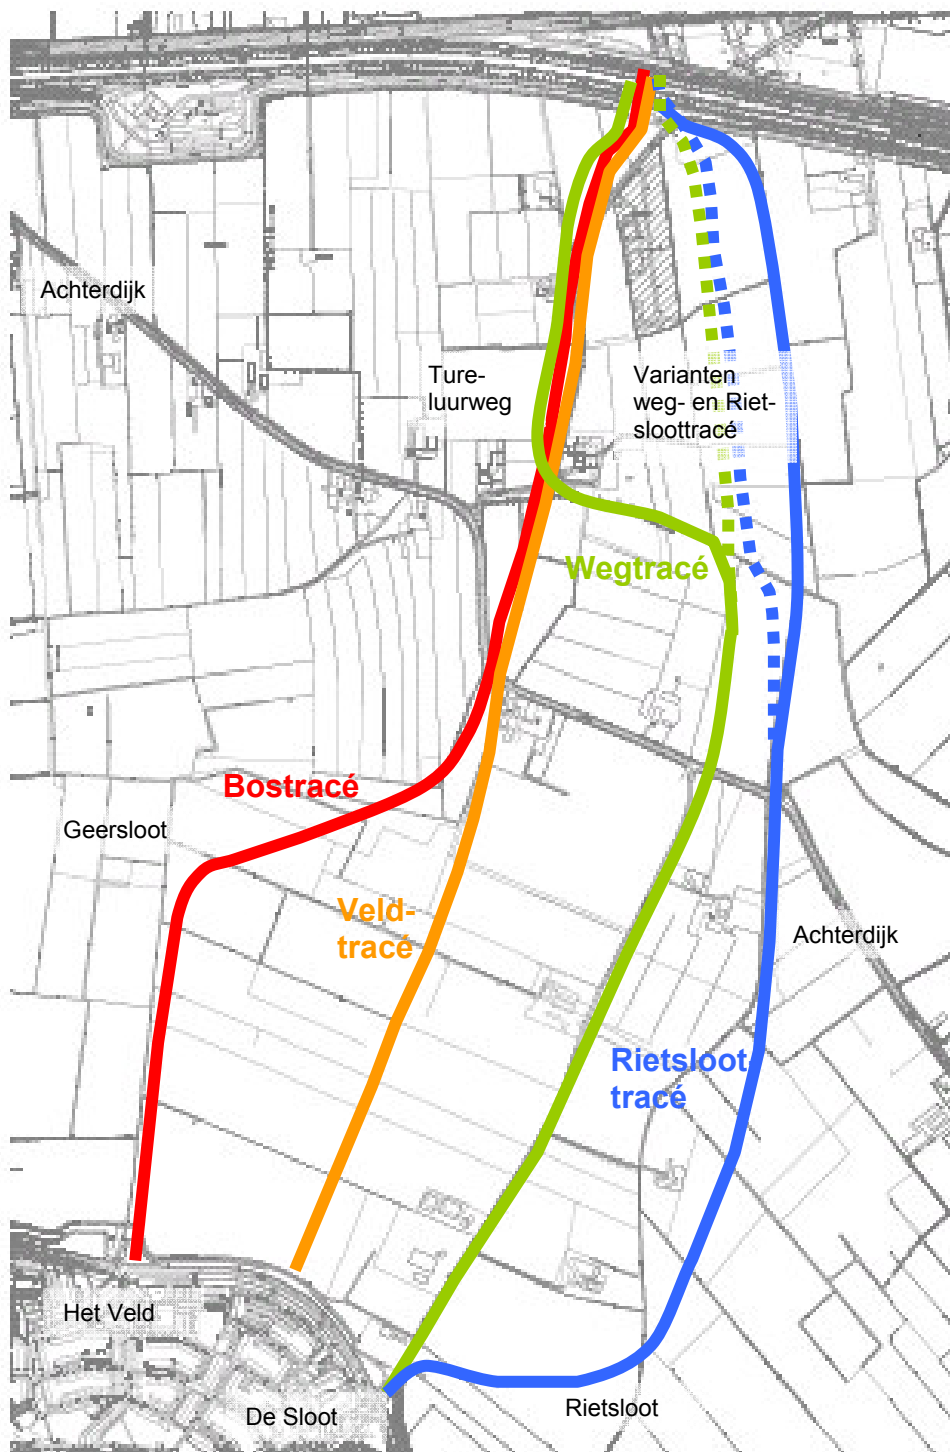 Achterdijk
Ture-
luurweg
Varianten
weg- en Riet-
sloottracé
Wegtracé
Bostracé
Geersloot
Veld-
tracé
Achterdijk
Rietsloot-
tracé
Het Veld
De Sloot
Rietsloot